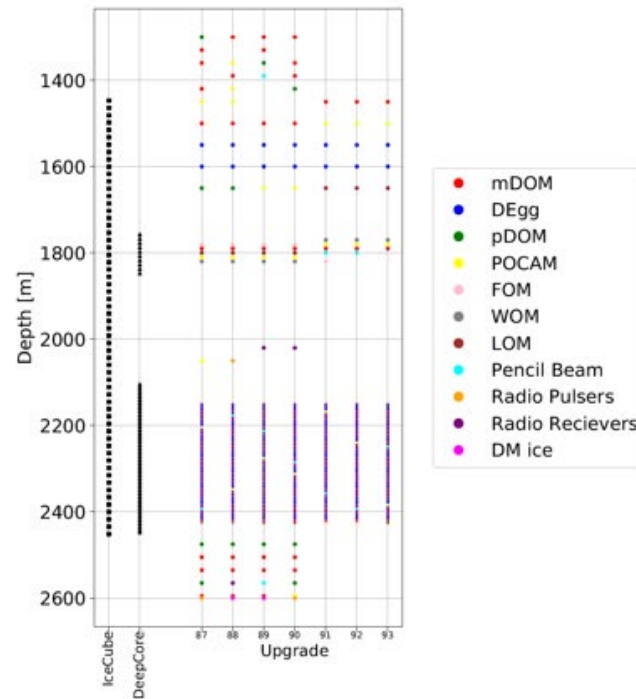 1400
1600
1800
2000
2200
2400
2600
Depth [m]
IceCube
DeepCore
87 88 89 90 91 92 93
Upgrade
mDOM
DEgg
pDOM
POCAM
FOM
WOM
LOM
Pencil Beam
Radio Pulsers
Radio Recievers
DM ice